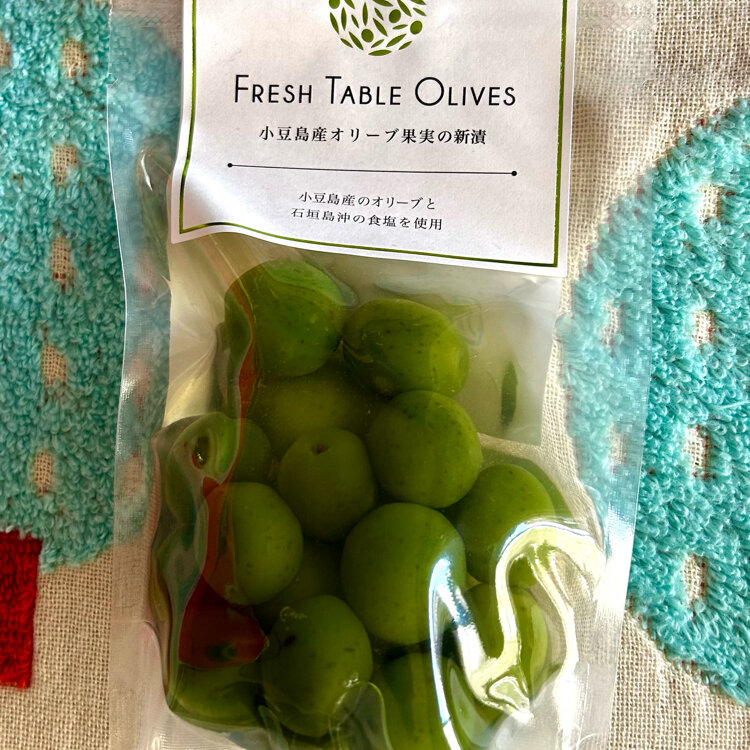 FRESH TABLE OLIVES
小豆島産オリーブ果実の新漬
小豆島産のオリーブと
石垣島沖の食塩を使用